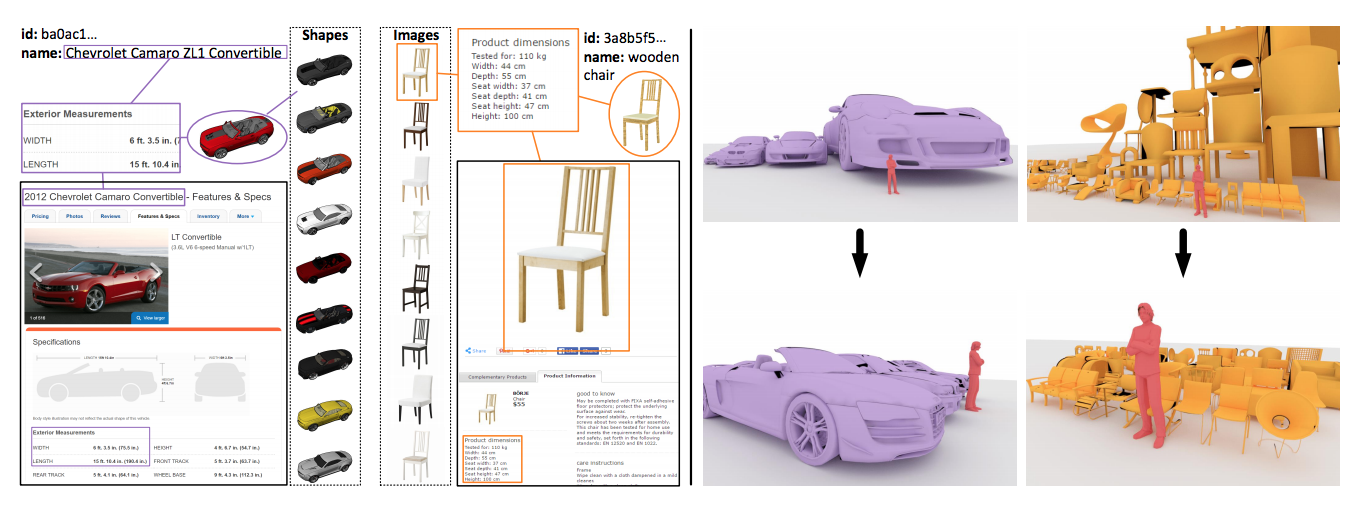 id: ba0ac1...
name: Chevrolet Camaro ZL1 Convertible
Exterior Measurements
WIDTH 6 ft. 3.5 in. (
LENGTH 15 ft. 10.4 in
2012 Chevrolet Camaro Convertible - Features & Specs
Pricing Photos Reviews Features & Specs Inventory More +
LT Convertible
(3.6L V6 6-speed Manual w/1LT)
1 of 516
View larger
Specifications
Body style illustration may not reflect the actual shape of this vehicle
Exterior Measurements
WIDTH 6 ft. 3.5 in. (75.5 in.) HEIGHT 4 ft. 6.7 in. (54.7 in.)
LENGTH 15 ft. 10.4 in. (190.4 in.) FRONT TRACK 5 ft. 3.7 in. (63.7 in.)
REAR TRACK 5 ft. 4.1 in. (64.1 in.) WHEEL BASE 9 ft. 4.3 in. (112.3 in.)
Shapes
Images
Product dimensions
Tested for: 110 kg
Width: 44 cm
Depth: 55 cm
Seat width: 37 cm
Seat depth: 41 cm
Seat height: 47 cm
Height: 100 cm
id: 3a8b5f5...
name: wooden
chair
Share
Complementary Products Product Information
BÖRJE
Chair
$55
good to know
May be completed with FIXA self-adhesive
floor protectors; protect the underlying
surface against wear.
For increased stability, re-tighten the
screws about two weeks after assembly.
This chair has been tested for home use
and meets the requirements for durability
and safety, set forth in the following
standards: EN 12520 and EN 1022.
Product dimensions
Tested for: 110 kg
Width: 44 cm
Depth: 55 cm
Seat width: 37 cm
Seat depth: 41 cm
Seat height: 47 cm
Height: 100 cm
care instructions
Frame
Wipe clean with a cloth dampened in a mild
cleaner.